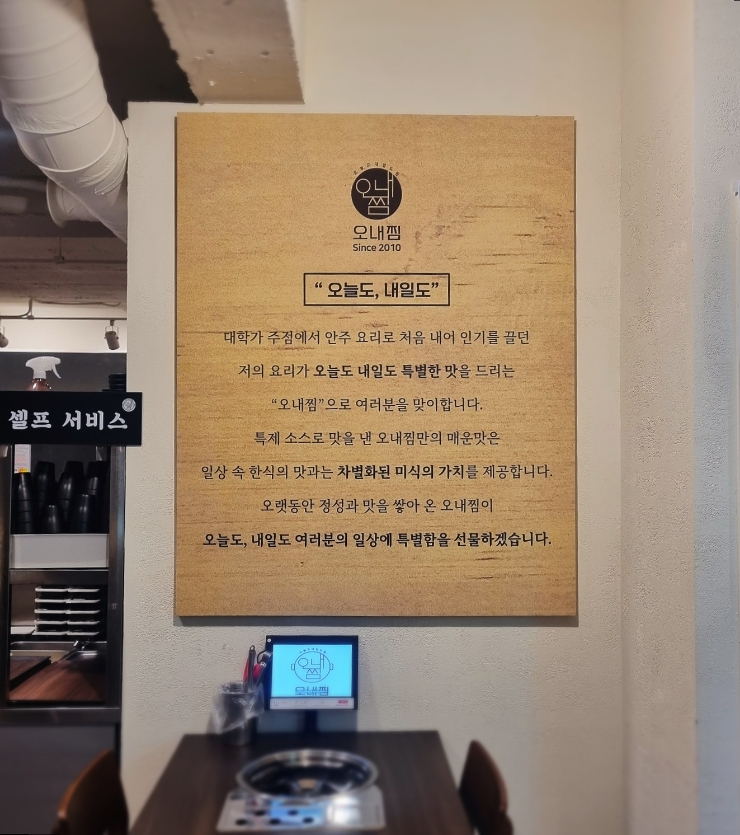 오내찜
오내찜
Since 2010
“ 오늘도, 내일도”
대학가 주점에서 안주 요리로 처음 내어 인기를 끌던
저의 요리가 오늘도 내일도 특별한 맛을 드리는
“오내찜”으로 여러분을 맞이합니다.
특제 소스로 맛을 낸 오내찜만의 매운맛은
일상 속 한식의 맛과는 차별화된 미식의 가치를 제공합니다.
오랫동안 정성과 맛을 쌓아 온 오내찜이
오늘도, 내일도 여러분의 일상에 특별함을 선물하겠습니다.
셀프 서비스
오내찜
오내찜